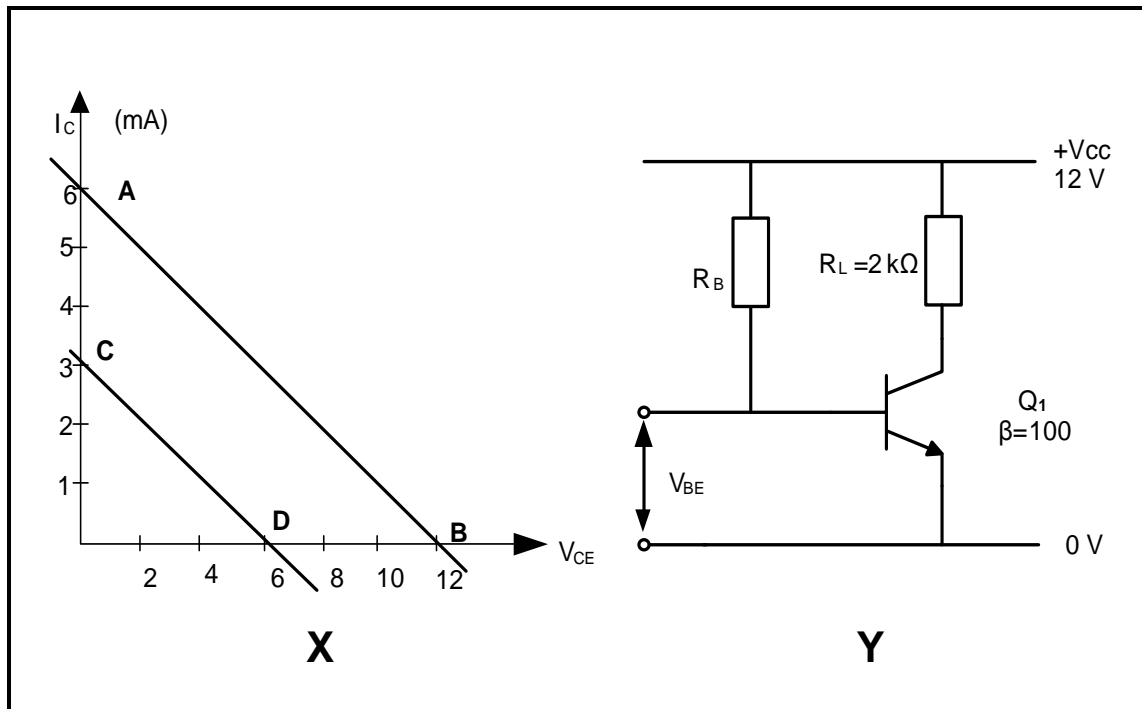 IC (mA)
6
A
5
4
3
C
2
1
D
B
VCE
2 4 6 8 10 12
X
+Vcc
12 V
RB
RL =2 kΩ
Q1
β=100
VBE
0 V
Y